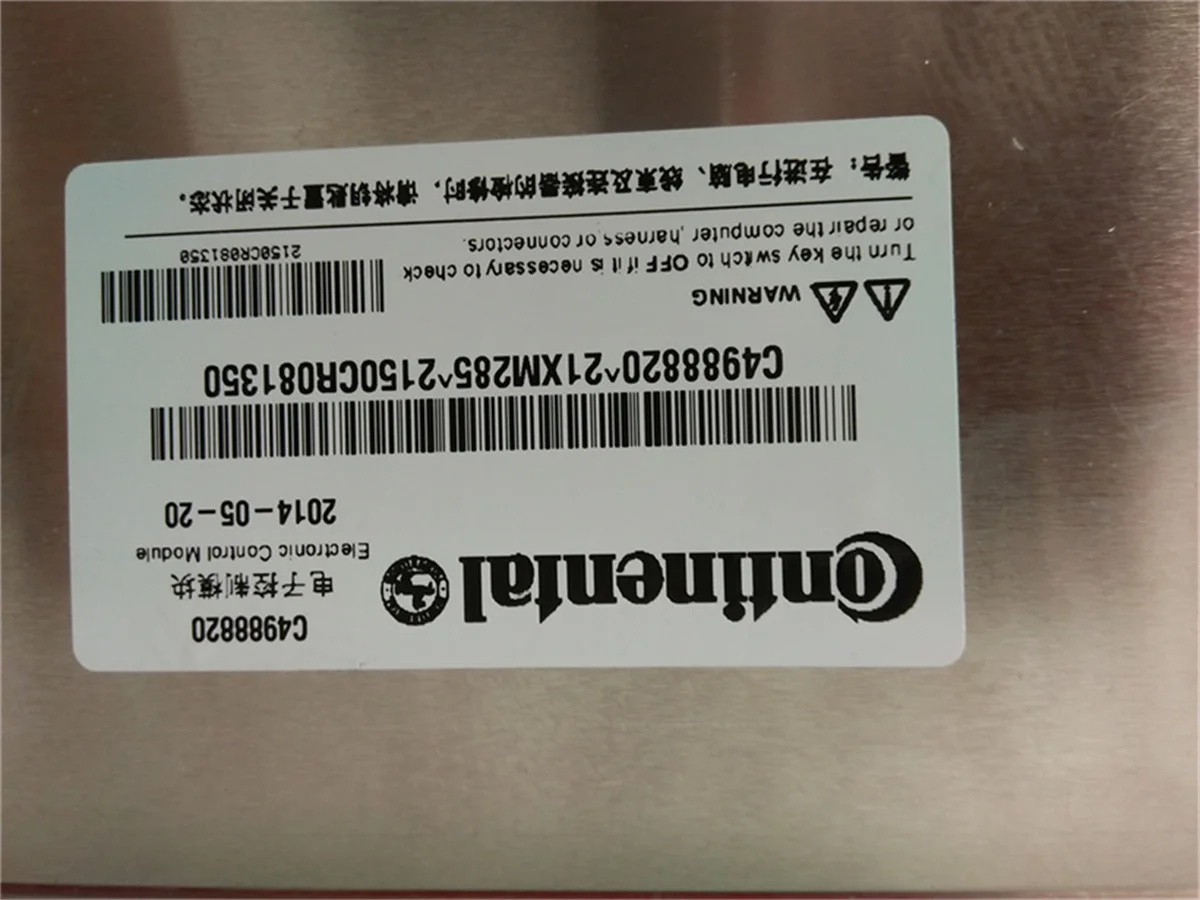 Continental
C4988820
电子控制模块
Electronic Control Module
2014-05-20
C4988820^21XM285^2150CR081350
WARNING
Turn the key switch to OFF if it is necessary to check
or repair the computer, harness or connectors.
2150CR081350
警告：在进行电脑、线束及连接器的检修时，请将钥匙置于关闭状态。